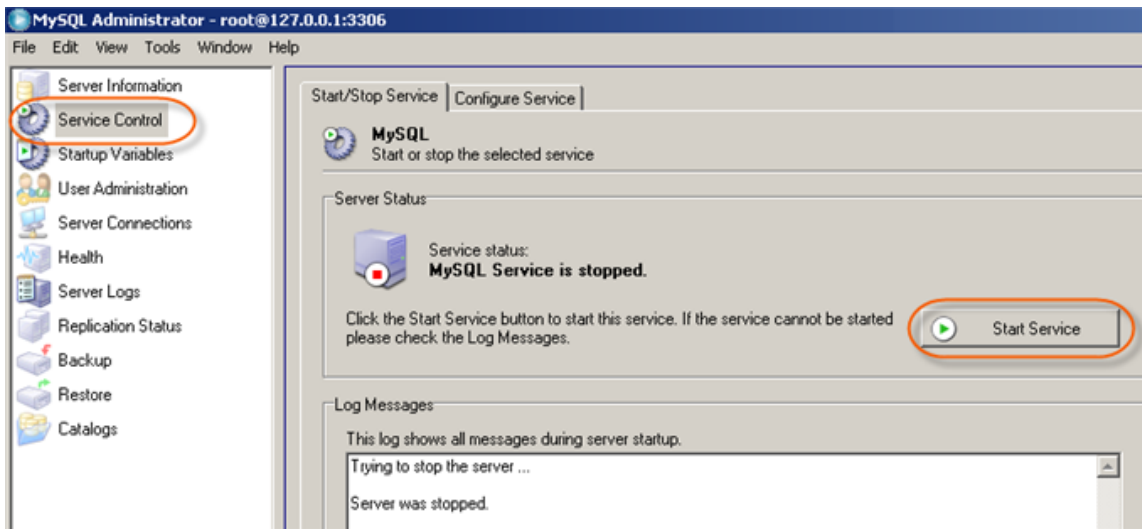 MySQL Administrator - root@127.0.0.1:3306
File Edit View Tools Window Help
Server Information
Service Control
Startup Variables
User Administration
Server Connections
Health
Server Logs
Replication Status
Backup
Restore
Catalogs
Start/Stop Service Configure Service
MySQL
Start or stop the selected service
Server Status
Service status:
MySQL Service is stopped.
Click the Start Service button to start this service. If the service cannot be started
please check the Log Messages.
Start Service
Log Messages
This log shows all messages during server startup.
Trying to stop the server ...
Server was stopped.